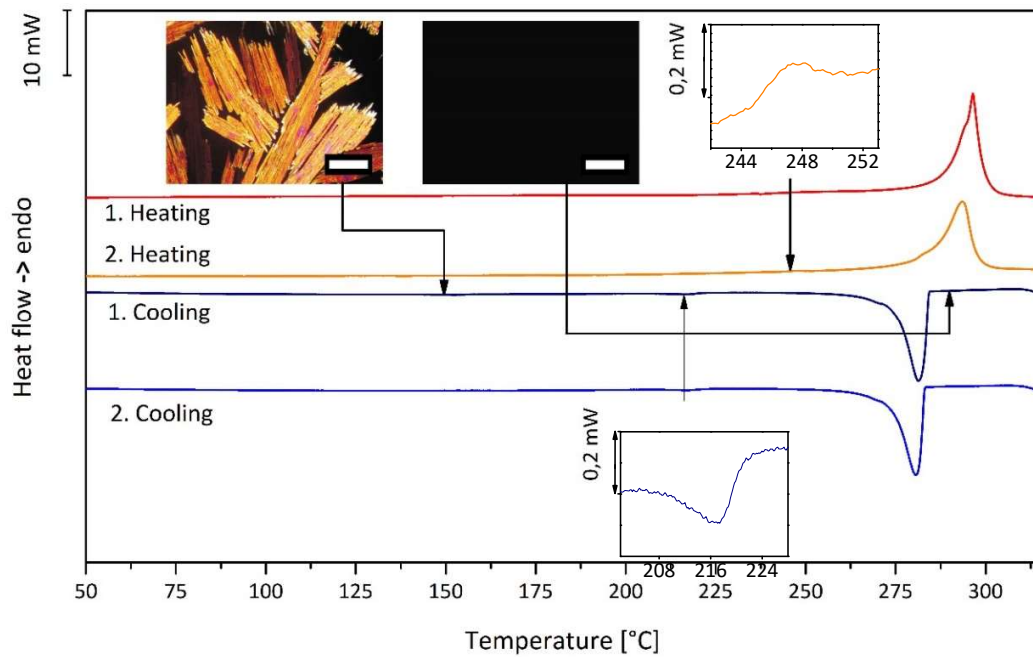 10 mW
0,2 mW
244 248 252
1. Heating
2. Heating
1. Cooling
2. Cooling
Heat flow -> endo
0,2 mW
208 216 224
50 75 100 125 150 175 200 225 250 275 300
Temperature [°C]